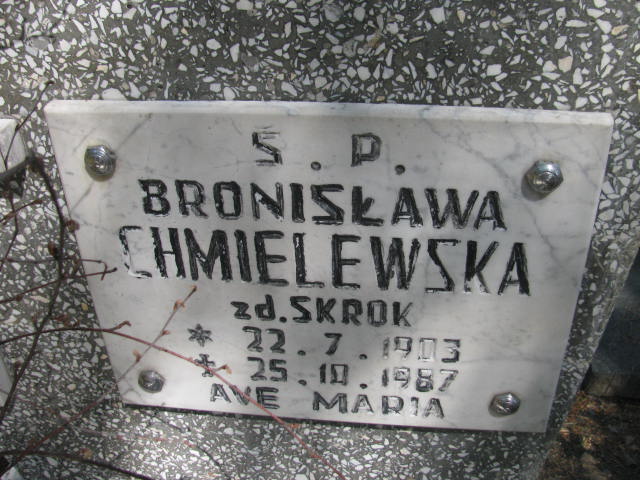 S.P.
BRONISŁAWA
CHMIELEWSKA
zd. SKROK
* 22.7.1903
✝ 25.10.1987
AVE MARIA